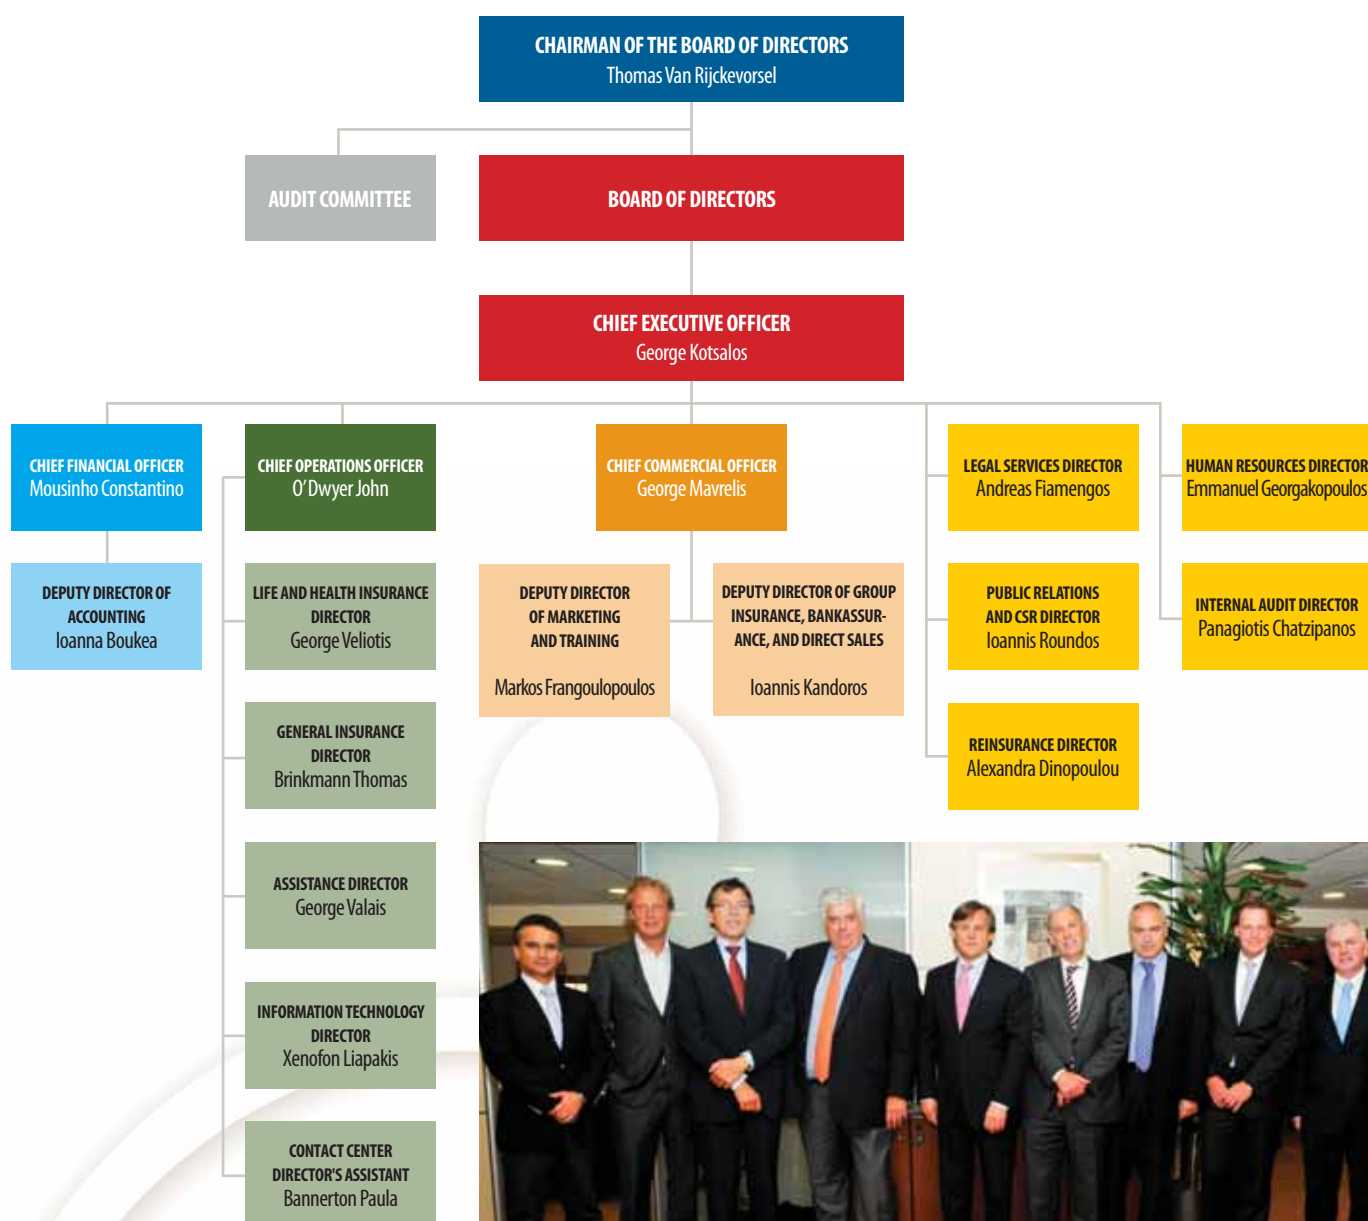 CHAIRMAN OF THE BOARD OF DIRECTORS
Thomas Van Rijckevorsel
AUDIT COMMITTEE
BOARD OF DIRECTORS
CHIEF EXECUTIVE OFFICER
George Kotsalos
CHIEF FINANCIAL OFFICER
Mousinho Constantino
CHIEF OPERATIONS OFFICER
O' Dwyer John
CHIEF COMMERCIAL OFFICER
George Mavrelis
LEGAL SERVICES DIRECTOR
Andreas Fiamengos
HUMAN RESOURCES DIRECTOR
Emmanuel Georgakopoulos
DEPUTY DIRECTOR OF
ACCOUNTING
Ioanna Boukea
LIFE AND HEALTH INSURANCE
DIRECTOR
George Veliotis
DEPUTY DIRECTOR
OF MARKETING
AND TRAINING
Markos Frangoulopoulos
DEPUTY DIRECTOR OF GROUP
INSURANCE, BANKASSUR-
ANCE, AND DIRECT SALES
Ioannis Kandoros
PUBLIC RELATIONS
AND CSR DIRECTOR
Ioannis Roundos
INTERNAL AUDIT DIRECTOR
Panagiotis Chatzipanos
GENERAL INSURANCE
DIRECTOR
Brinkmann Thomas
REINSURANCE DIRECTOR
Alexandra Dinopoulou
ASSISTANCE DIRECTOR
George Valais
INFORMATION TECHNOLOGY
DIRECTOR
Xenofon Liapakis
CONTACT CENTER
DIRECTOR'S ASSISTANT
Bannerton Paula